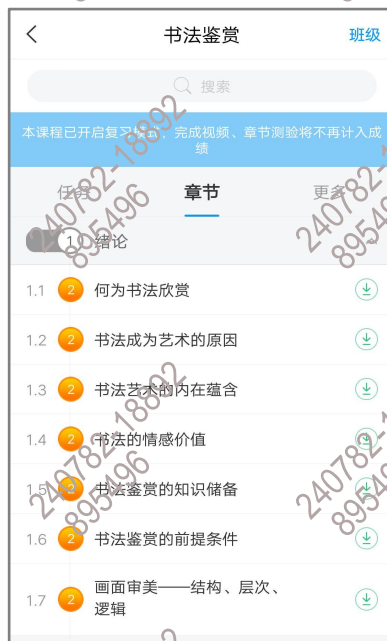 书法鉴赏
班级
搜索
本课程已开启复习模式，完成视频、章节测验将不再计入成
绩
任务
章节
更多
1
绪论
1.1 2 何为书法欣赏
1.2 2 书法成为艺术的原因
1.3 2 书法艺术的内在蕴含
1.4 2 书法的情感价值
1.5 2 书法鉴赏的知识储备
1.6 2 书法鉴赏的前提条件
1.7 2 画面审美——结构、层次、
逻辑
240782-18892
895496
240782-18892
895496